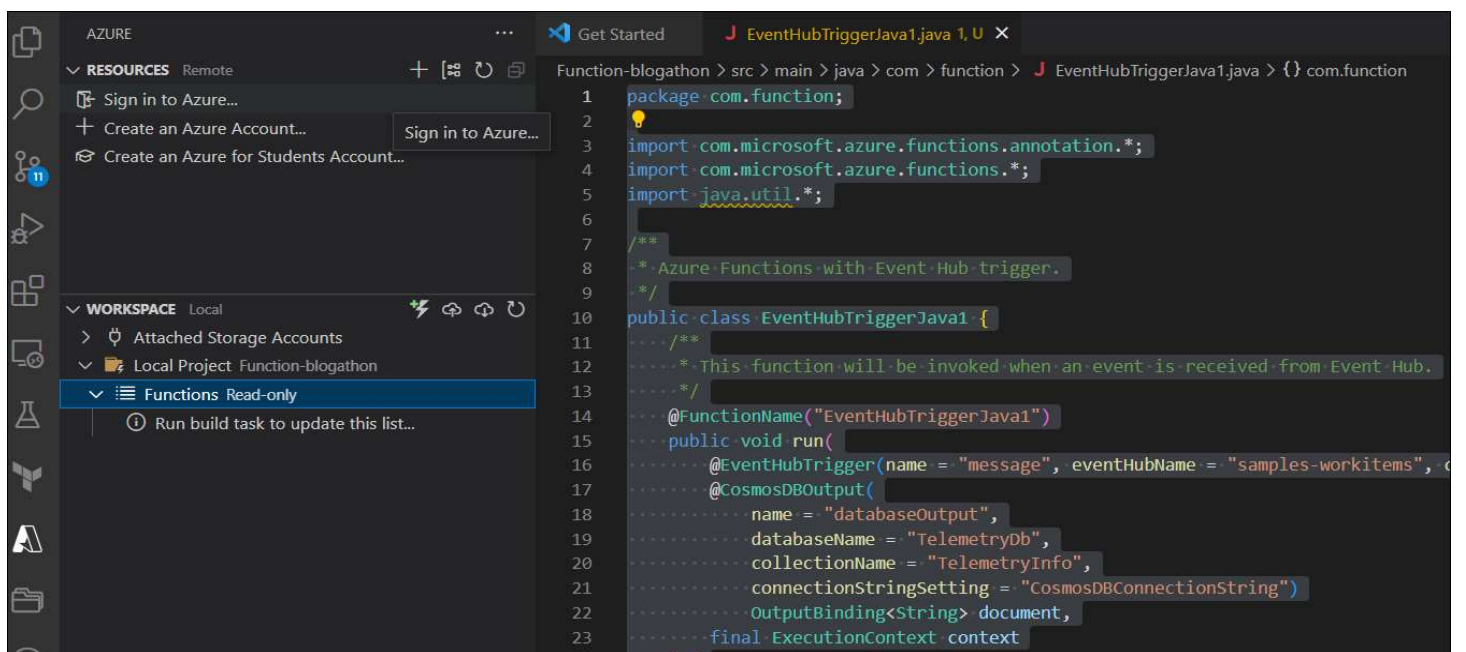 AZURE
RESOURCES Remote
Sign in to Azure...
Create an Azure Account...
Create an Azure for Students Account...
Sign in to Azure...
11
WORKSPACE Local
Attached Storage Accounts
Local Project Function-blogathon
Functions Read-only
Run build task to update this list...
Get Started
J EventHubTriggerJava1.java 1, U
Function-blogathon > src > main > java > com > function > J EventHubTriggerJava1.java > {} com.function
1 package com.function;
2
3 import com.microsoft.azure.functions.annotation.*;
4 import com.microsoft.azure.functions.*;
5 import java.util.*;
6
7 /**
8 * Azure Functions with Event Hub trigger.
9 */
10 public class EventHubTriggerJava1 {
11 /**
12 * This function will be invoked when an event is received from Event Hub.
13 */
14 @FunctionName("EventHubTriggerJava1")
15 public void run(
16 @EventHubTrigger(name = "message", eventHubName = "samples-workitems",
17 @CosmosDBOutput(
18 name = "databaseOutput",
19 databaseName = "TelemetryDb",
20 collectionName = "TelemetryInfo",
21 connectionStringSetting = "CosmosDBConnectionString")
22 OutputBinding<String> document,
23 final ExecutionContext context